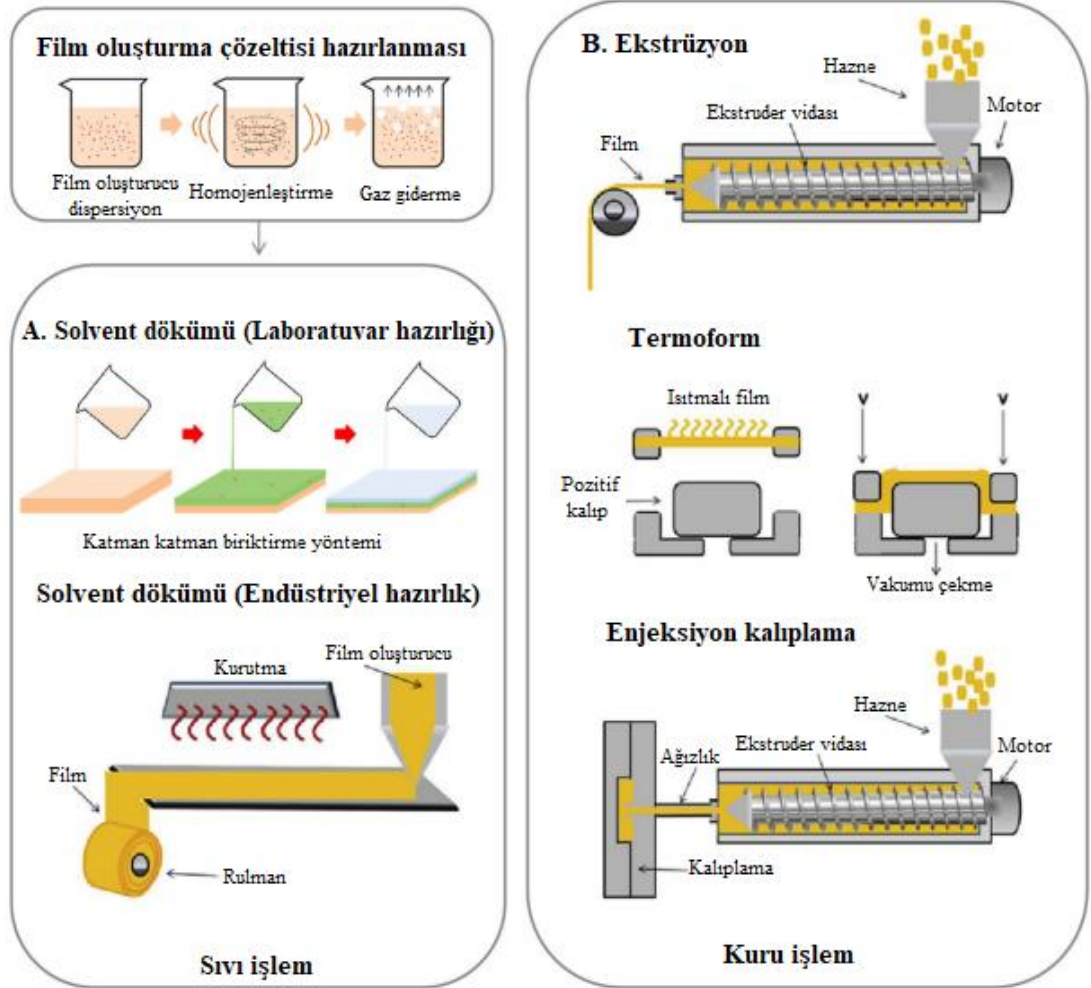 Film oluşturma çözeltisi hazırlanması
Film oluşturucu
dispersiyon
Homojenleştirme
Gaz giderme
A. Solvent dökümü (Laboratuvar hazırlığı)
Katman katman biriktirme yöntemi
Solvent dökümü (Endüstriyel hazırlık)
Film oluşturucu
Kurutma
Film
Rulman
Sıvı işlem
B. Ekstrüzyon
Hazne
Motor
Ekstruder vidası
Film
Termoform
Isıtmalı film
Pozitif
kalıp
Vakumu çekme
Enjeksiyon kalıplama
Hazne
Motor
Ekstruder vidası
Ağızlık
Kalıplama
Kuru işlem